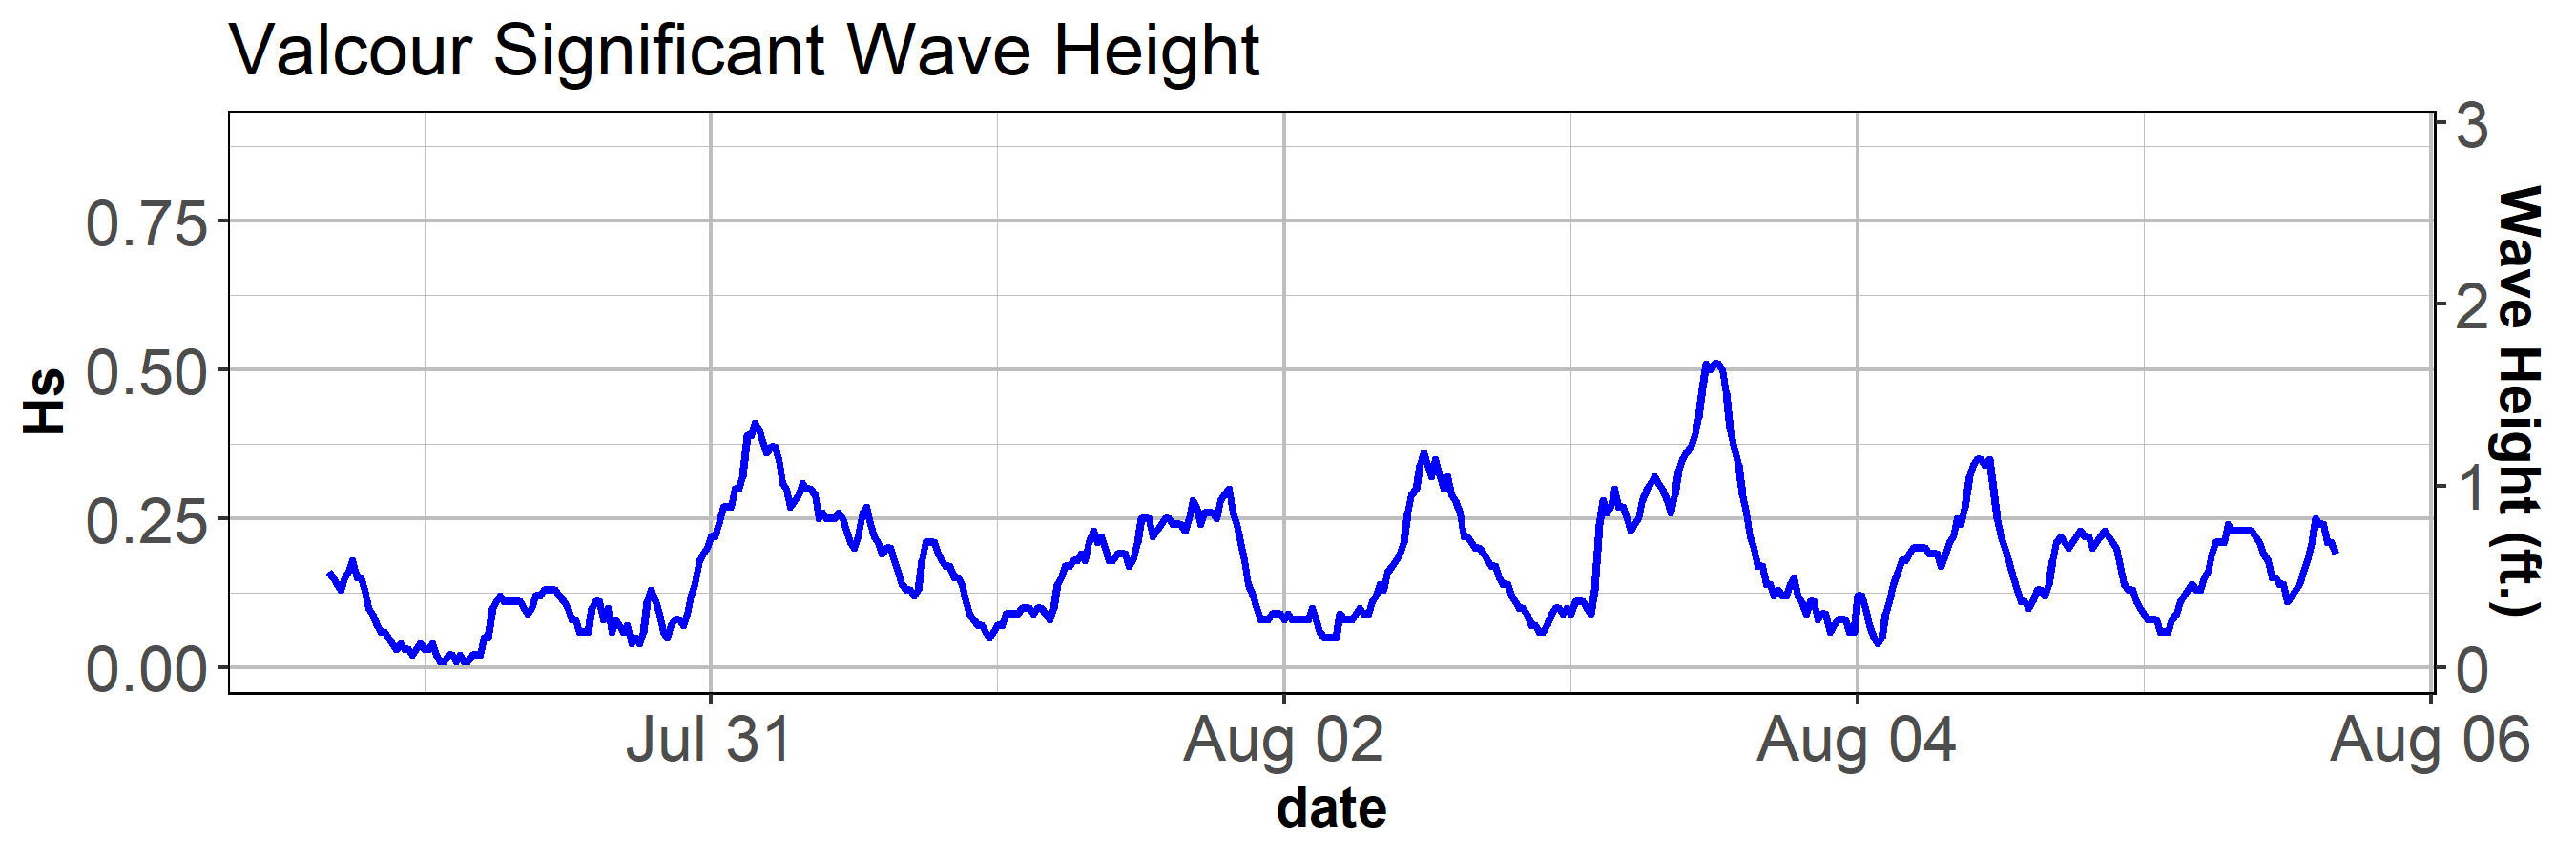 Valcour Significant Wave Height
Hs
0.75
0.50
0.25
0.00
3
2
1
0
Wave Height (ft.)
Jul 31 Aug 02 Aug 04 Aug 06
date